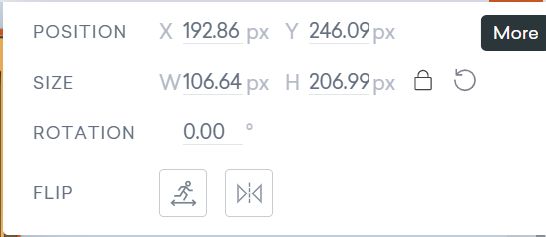 POSITION X 192.86 px Y 246.09 px More
SIZE W 106.64 px H 206.99 px
ROTATION 0.00 °
FLIP